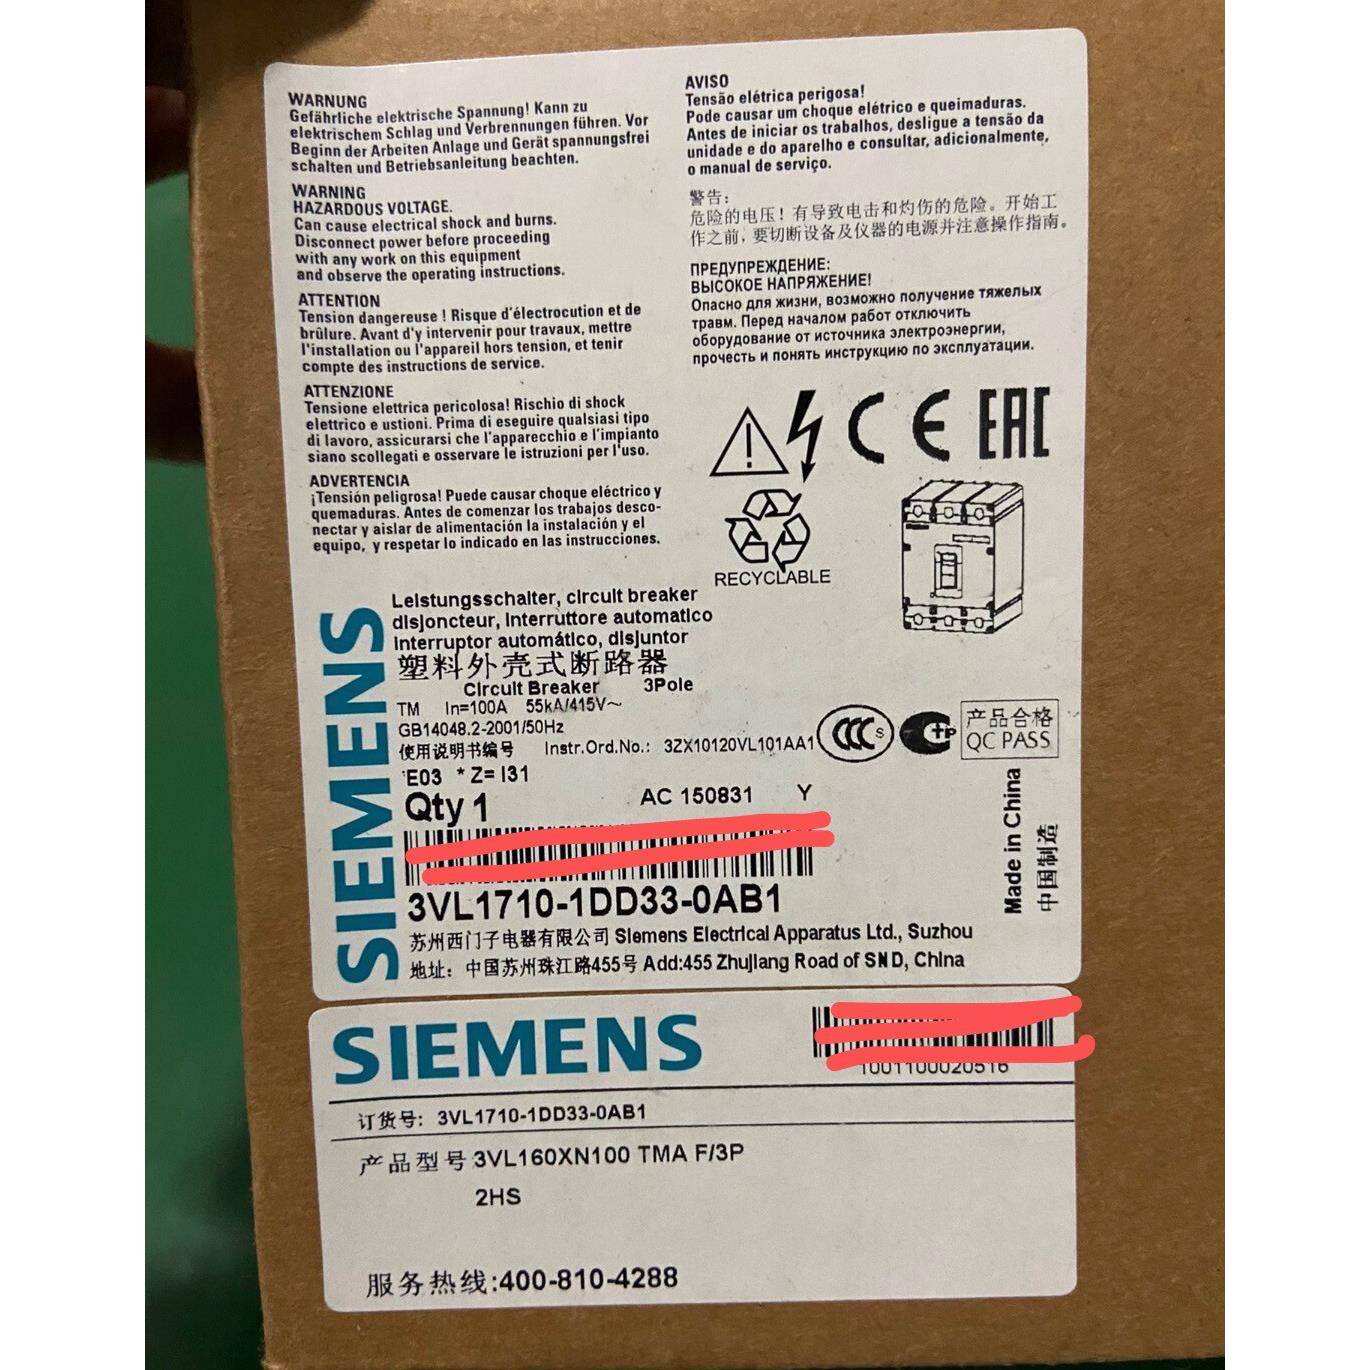 WARNUNG
Gefährliche elektrische Spannung! Kann zu
elektrischem Schlag und Verbrennungen führen. Vor
Beginn der Arbeiten Anlage und Gerät spannungsfrei
schalten und Betriebsanleitung beachten.
WARNING
HAZARDOUS VOLTAGE.
Can cause electrical shock and burns.
Disconnect power before proceeding
with any work on this equipment
and observe the operating instructions.
ATTENTION
Tension dangereuse ! Risque d'électrocution et de
brûlure. Avant d'y intervenir pour travaux, mettre
l'installation ou l'appareil hors tension, et tenir
compte des instructions de service.
ATTENZIONE
Tensione elettrica pericolosa! Rischio di shock
elettrico e ustioni. Prima di eseguire qualsiasi tipo
di lavoro, assicurarsi che l'apparecchio e l'impianto
siano scollegati e osservare le istruzioni per l'uso.
ADVERTENCIA
¡Tensión peligrosa! Puede causar choque eléctrico y
quemaduras. Antes de comenzar los trabajos desco-
nectar y aislar de alimentación la instalación y el
equipo, y respetar lo indicado en las instrucciones.
AVISO
Tensão elétrica perigosa!
Pode causar um choque elétrico e queimaduras.
Antes de iniciar os trabalhos, desligue a tensão da
unidade e do aparelho e consultar, adicionalmente,
o manual de serviço.
警告:
危险的电压! 有导致电击和灼伤的危险。开始工
作之前, 要切断设备及仪器的电源并注意操作指南。
ПРЕДУПРЕЖДЕНИЕ:
ВЫСОКОЕ НАПРЯЖЕНИЕ!
Опасно для жизни, возможно получение тяжелых
травм. Перед началом работ отключить
оборудование от источника электроэнергии,
прочесть и понять инструкцию по эксплуатации.
CE EAC
RECYCLABLE
SIEMENS
Leistungsschalter, circuit breaker
disjoncteur, Interruttore automatico
Interruptor automático, disjuntor
塑料外壳式断路器
Circuit Breaker 3Pole
TM In=100A 55kA/415V~
GB14048.2-2001/50Hz
使用说明书编号 Instr.Ord.No.: 3ZX10120VL101AA1
CCC S
产品合格
QC PASS
E03 * Z= I31
Qty 1 AC 150831 Y
Made in China
中国制造
3VL1710-1DD33-0AB1
苏州西门子电器有限公司 Siemens Electrical Apparatus Ltd., Suzhou
地址: 中国苏州珠江路455号 Add:455 Zhujiang Road of SND, China
SIEMENS
1001100020516
订货号: 3VL1710-1DD33-0AB1
产品型号 3VL160XN100 TMA F/3P
2HS
服务热线:400-810-4288